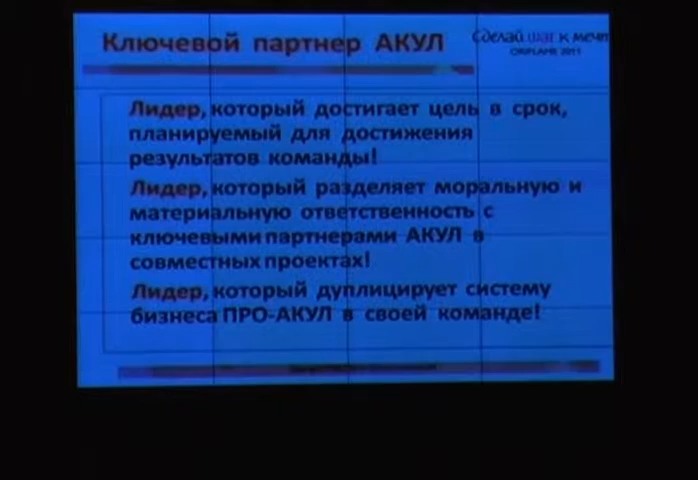 Ключевой партнер АКУЛ
Сделай шаг к мечт
ORIFLAME 2011
Лидер, который достигает цель в срок,
планируемый для достижения
результатов команды!
Лидер, который разделяет моральную и
материальную ответственность с
ключевыми партнерами АКУЛ в
совместных проектах!
Лидер, который дуплицирует систему
бизнеса ПРО-АКУЛ в своей команде!